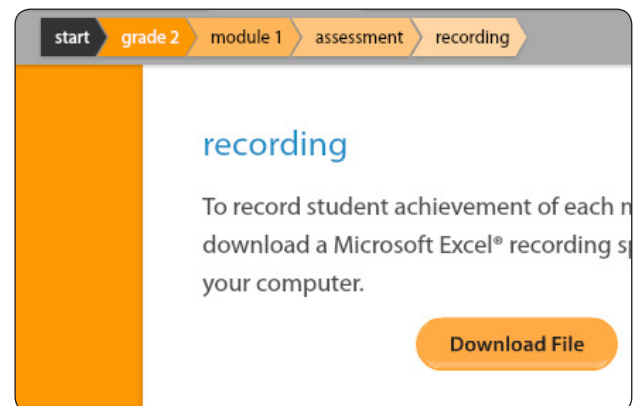 start grade 2 module 1 assessment recording
recording
To record student achievement of each
download a Microsoft Excel® recording
your computer.
Download File